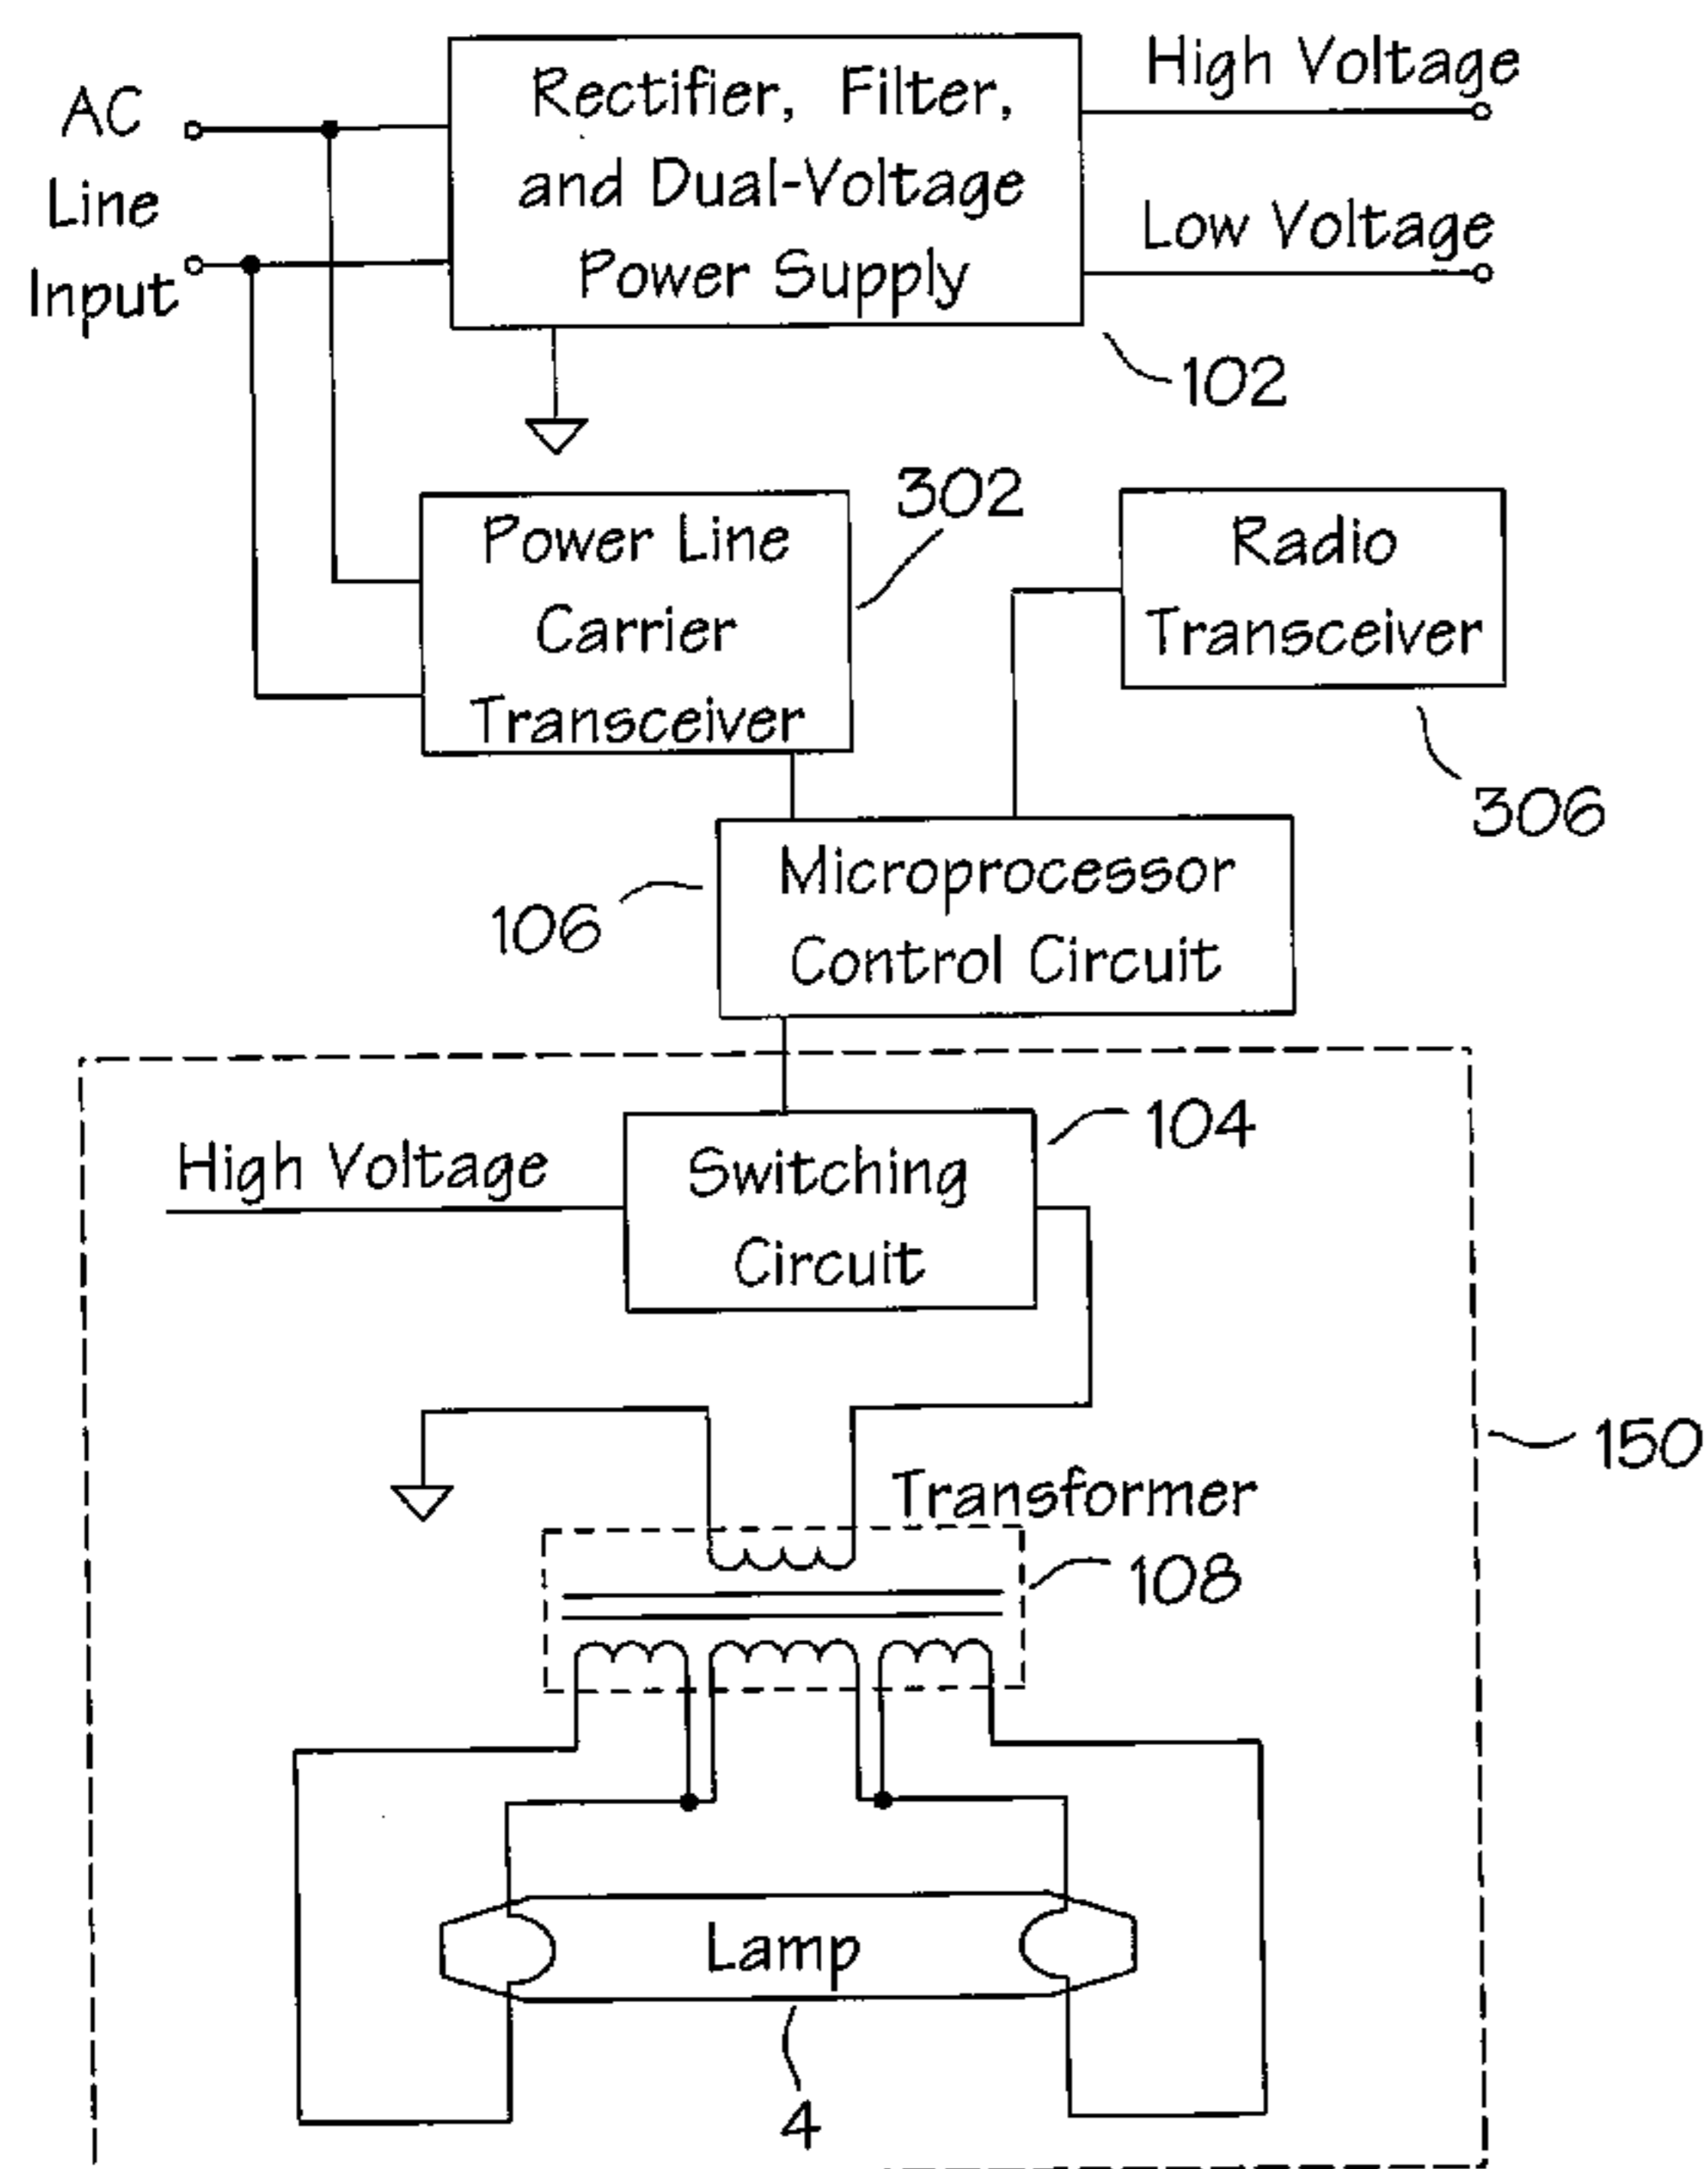 AC
Line
Input
Rectifier, Filter,
and Dual-Voltage
Power Supply
High Voltage
Low Voltage
102
Power Line
Carrier
Transceiver
302
Radio
Transceiver
306
Microprocessor
Control Circuit
106
High Voltage
Switching
Circuit
104
150
Transformer
108
Lamp
4